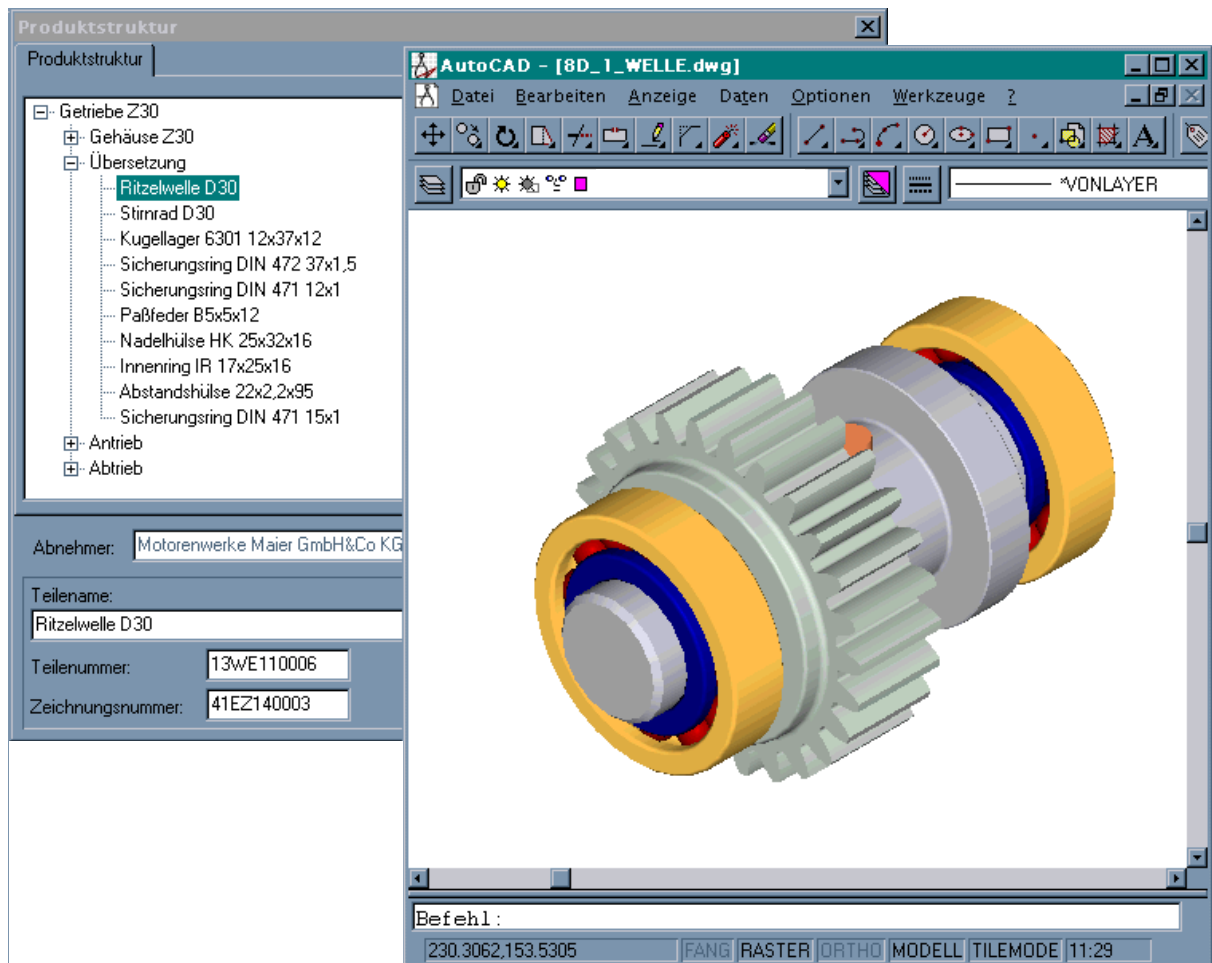 Produktstruktur
Produktstruktur
Getriebe Z30
Gehäuse Z30
Übersetzung
Ritzelwelle D30
Stirnrad D30
Kugellager 6301 12x37x12
Sicherungsring DIN 472 37x1,5
Sicherungsring DIN 471 12x1
Paßfeder B5x5x12
Nadelhülse HK 25x32x16
Innenring IR 17x25x16
Abstandshülse 22x2,2x95
Sicherungsring DIN 471 15x1
Antrieb
Abtrieb
Abnehmer: Motorenwerke Maier GmbH&Co KG
Teilename:
Ritzelwelle D30
Teilenummer: 13WE110006
Zeichnungsnummer: 41EZ140003
AutoCAD - [8D_1_WELLE.dwg]
Datei Bearbeiten Anzeige Daten Optionen Werkzeuge ?
*VONLAYER
Befehl:
230.3062,153.5305 FANG RASTER ORTHO MODELL TILEMODE 11:29